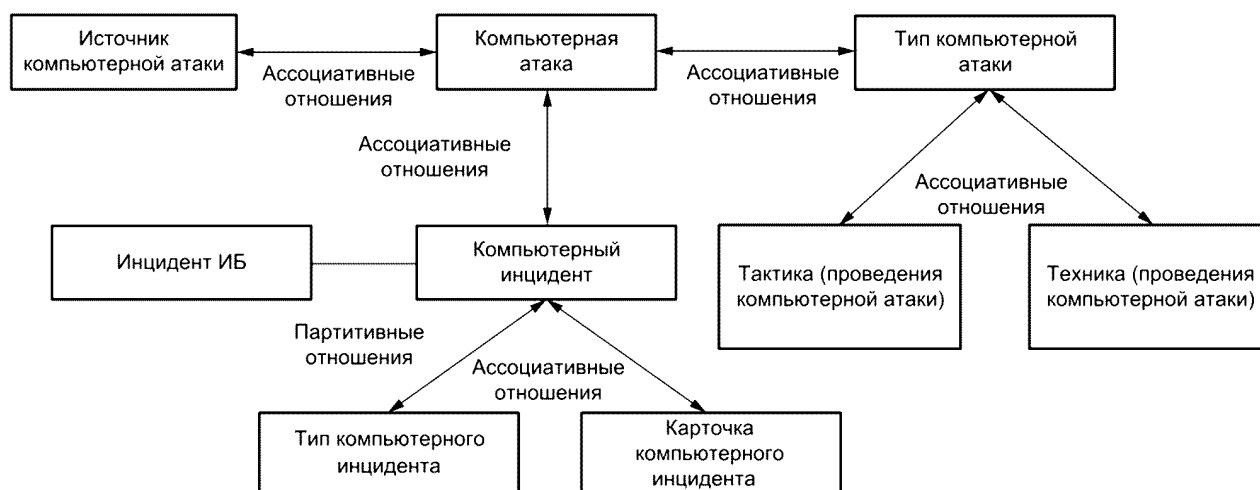 Источник
компьютерной атаки
Ассоциативные
отношения
Компьютерная
атака
Ассоциативные
отношения
Тип компьютерной
атаки
Ассоциативные
отношения
Ассоциативные
отношения
Инцидент ИБ
Компьютерный
инцидент
Тактика (проведения
компьютерной атаки)
Техника (проведения
компьютерной атаки)
Партитивные
отношения
Ассоциативные
отношения
Тип компьютерного
инцидента
Карточка
компьютерного
инцидента